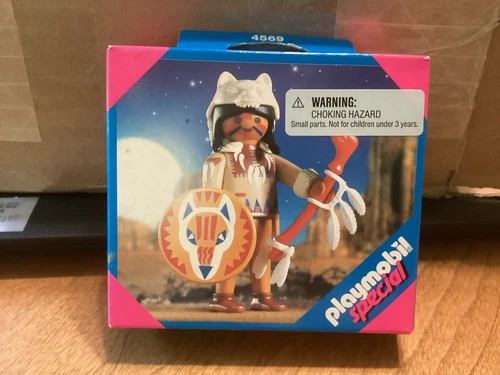 4569
WARNING:
CHOKING HAZARD
Small parts. Not for children under 3 years.
playmobil
special